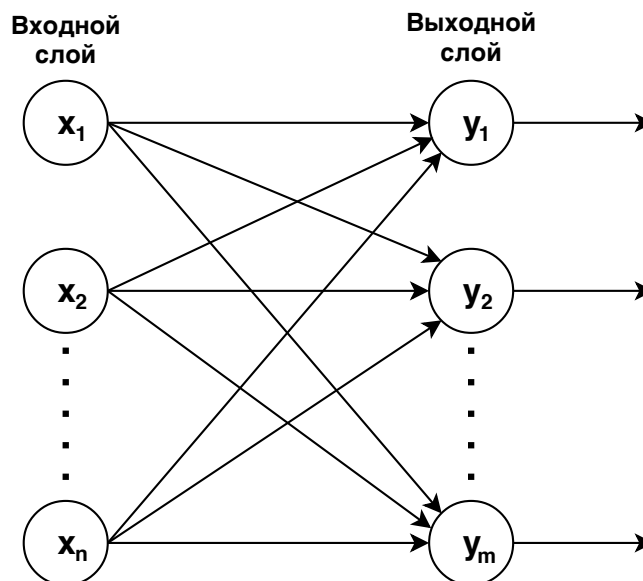 Входной
слой
Выходной
слой
x₁
y₁
x₂
y₂
xₙ
yₘ